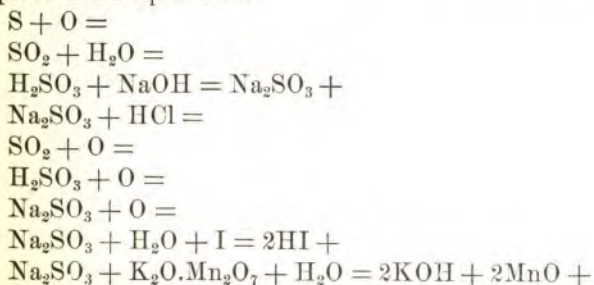 S + O =
SO₂ + H₂O =
H₂SO₃ + NaOH = Na₂SO₃ +
Na₂SO₃ + HCl =
SO₂ + O =
H₂SO₃ + O =
Na₂SO₃ + O =
Na₂SO₃ + H₂O + I = 2HI +
Na₂SO₃ + K₂O.Mn₂O₇ + H₂O = 2KOH + 2MnO +